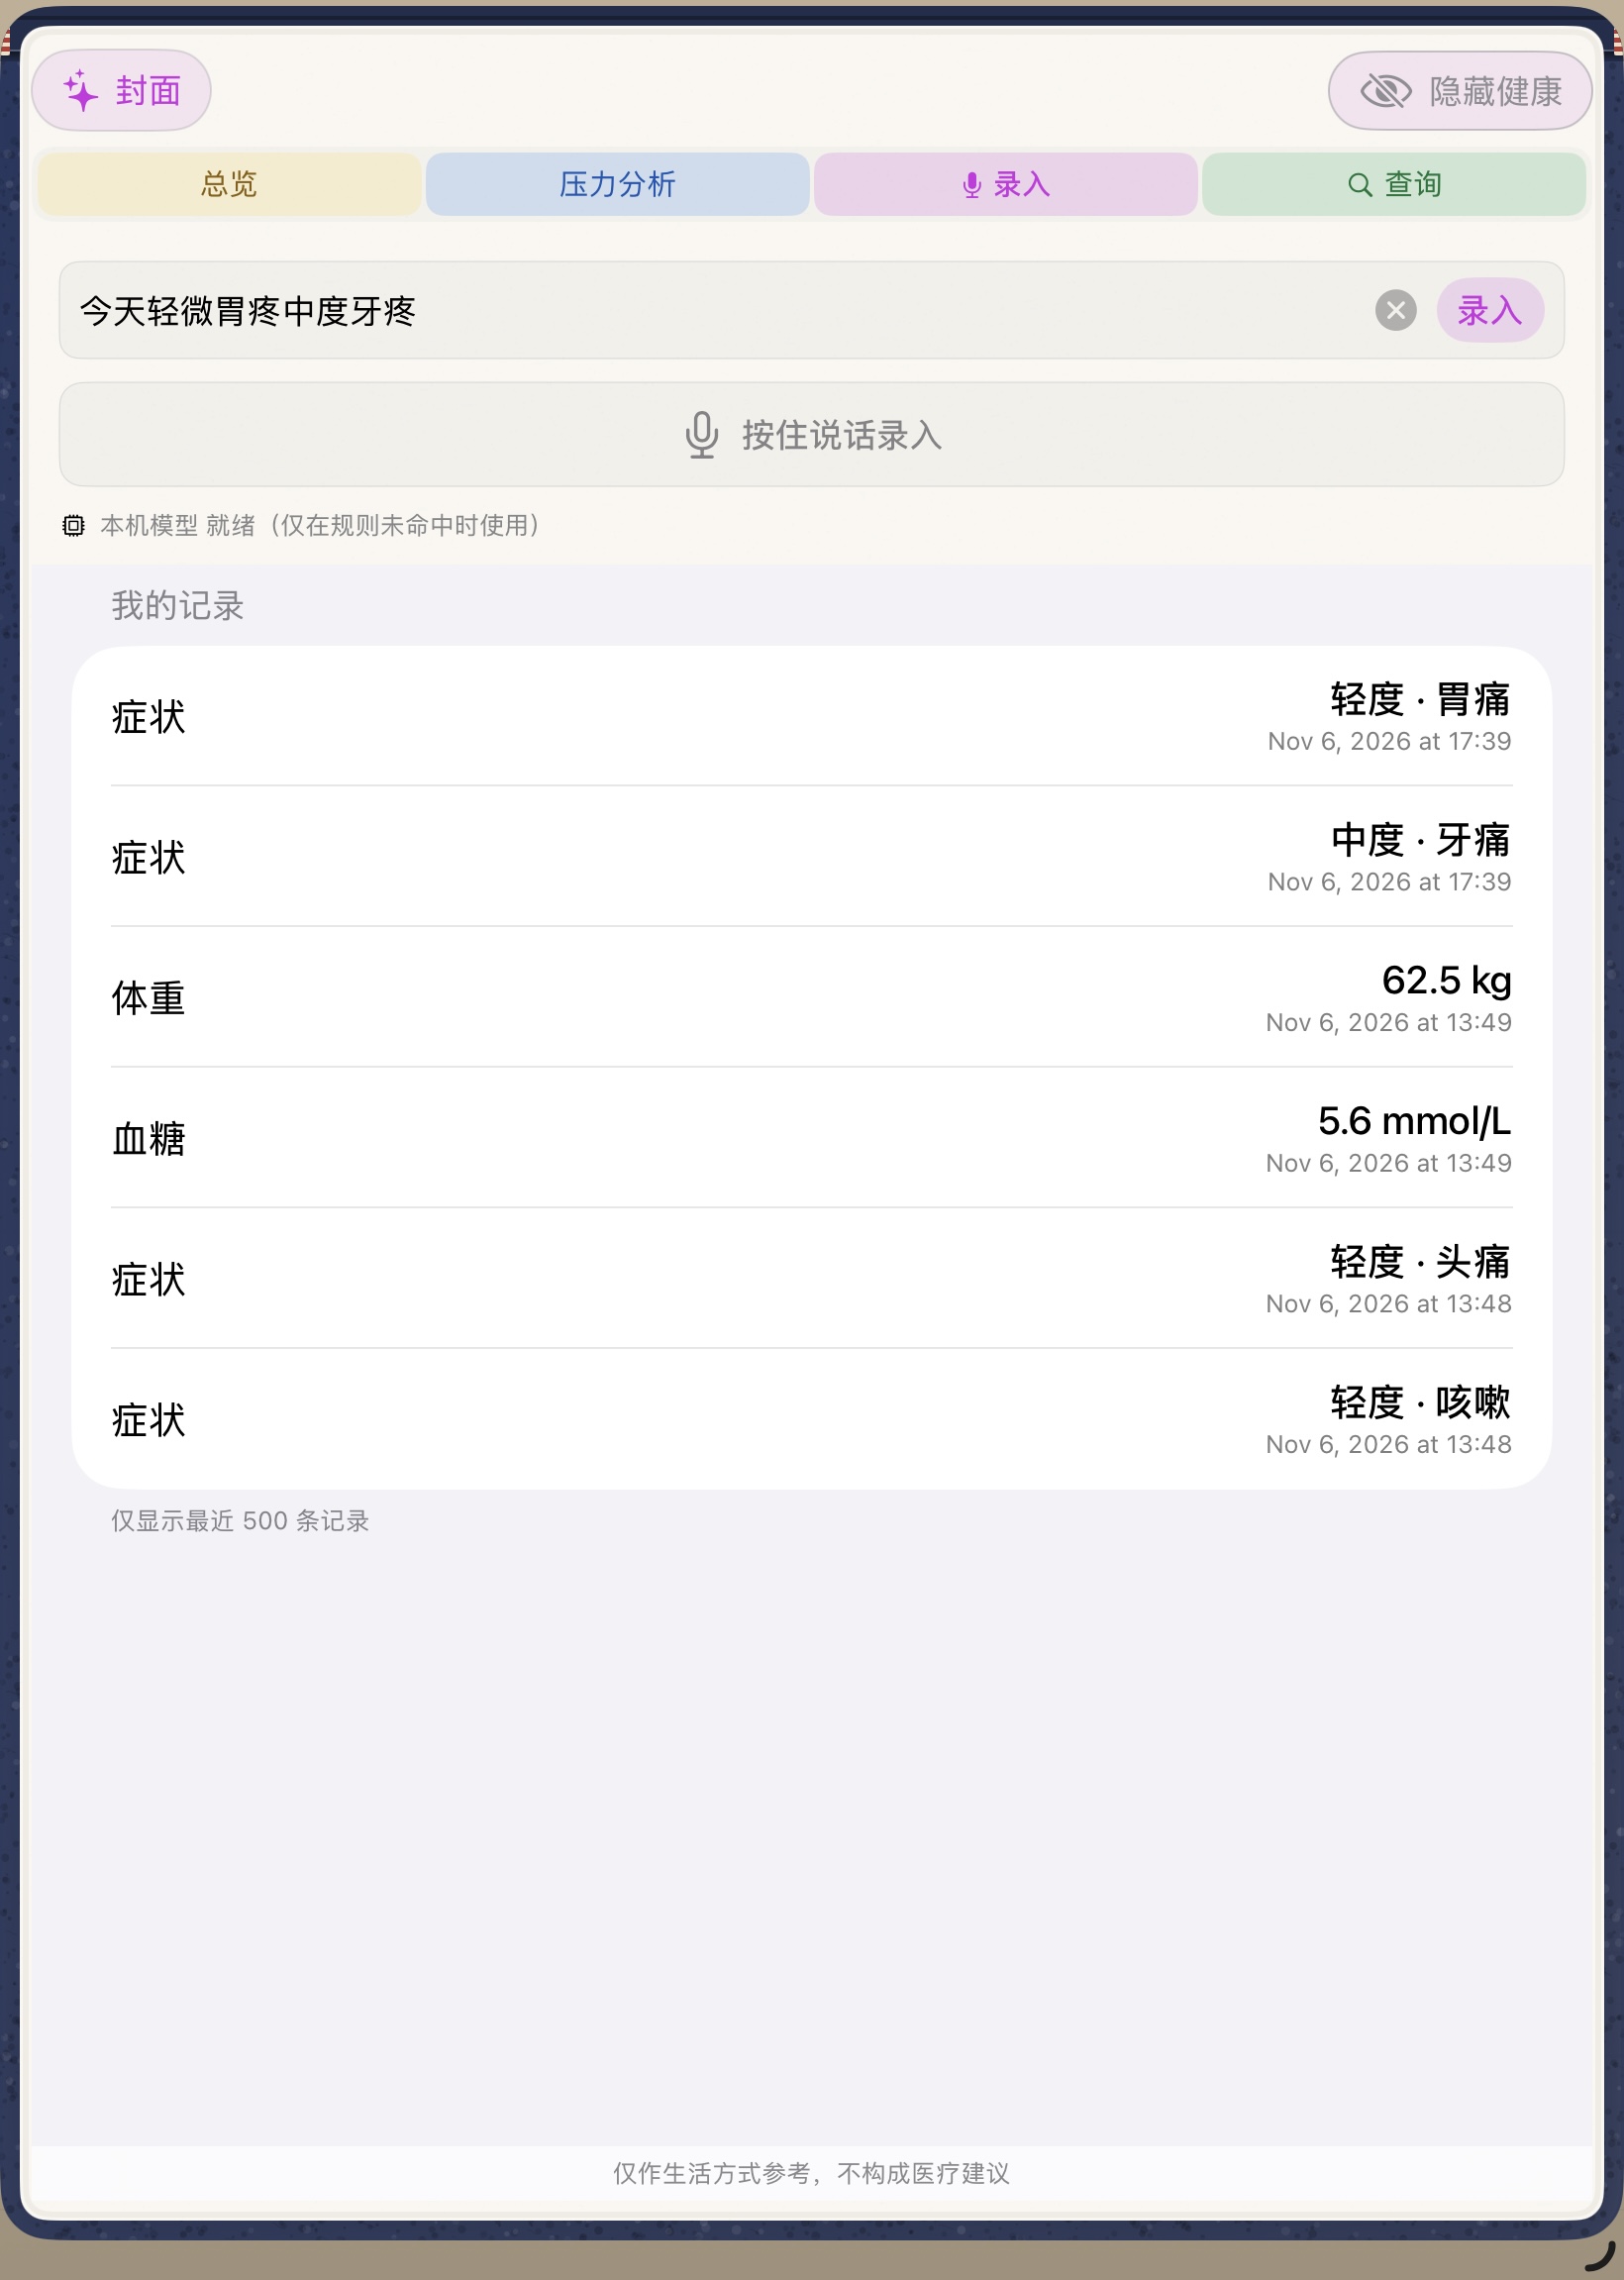 封面
隐藏健康
总览
压力分析
录入
查询
今天轻微胃疼中度牙疼
录入
按住说话录入
本机模型 就绪（仅在规则未命中时使用）
我的记录
症状
轻度 · 胃痛
Nov 6, 2026 at 17:39
症状
中度 · 牙痛
Nov 6, 2026 at 17:39
体重
62.5 kg
Nov 6, 2026 at 13:49
血糖
5.6 mmol/L
Nov 6, 2026 at 13:49
症状
轻度 · 头痛
Nov 6, 2026 at 13:48
症状
轻度 · 咳嗽
Nov 6, 2026 at 13:48
仅显示最近 500 条记录
仅作生活方式参考，不构成医疗建议